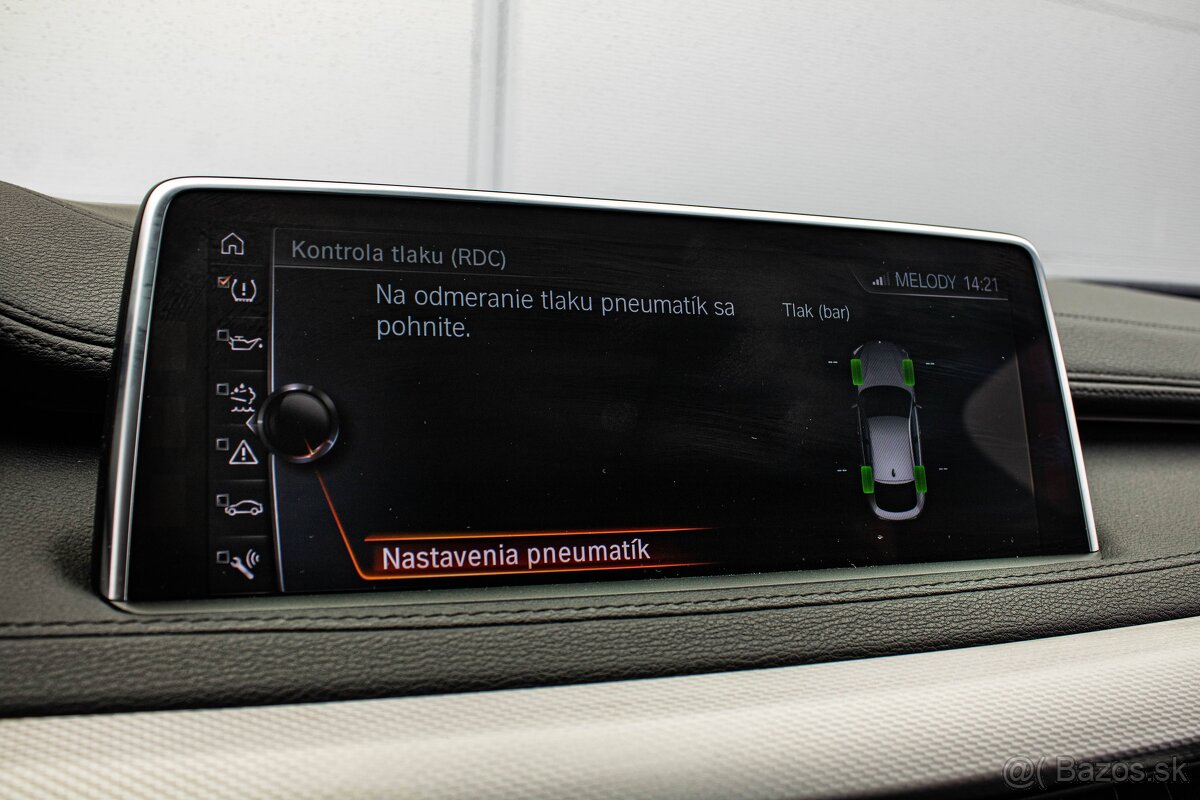 Kontrola tlaku (RDC)
MELODY 14:21
Na odmeranie tlaku pneumatík sa
pohnite.
Tlak (bar)
-- --
-- --
Nastavenia pneumatík
@( Bazos.sk